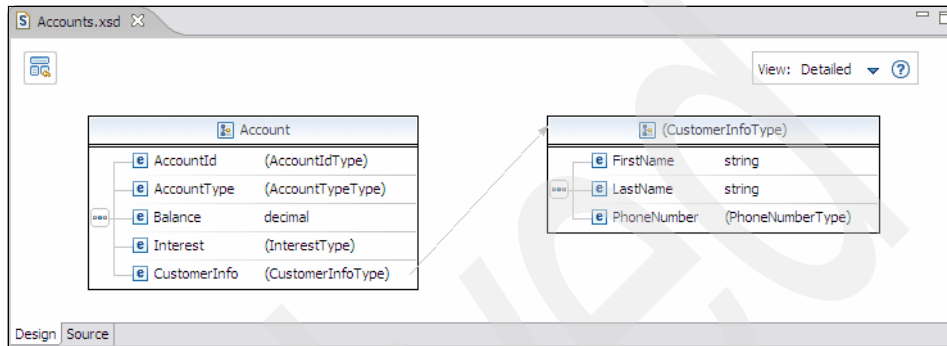 Accounts.xsd
View: Detailed
Account
AccountId (AccountIdType)
AccountType (AccountTypeType)
Balance decimal
Interest (InterestType)
CustomerInfo (CustomerInfoType)
(CustomerInfoType)
FirstName string
LastName string
PhoneNumber (PhoneNumberType)
Design Source